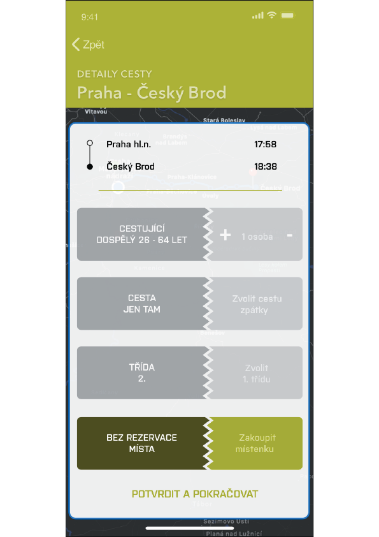 9:41
Zpět
DETAILY CESTY
Praha - Český Brod
Vltavou
Stará Boleslav
Praha hl.n. 17:58
Český Brod 18:38
CESTUJÍCÍ
DOSPĚLÝ 26 - 64 LET
+ 1 osoba -
CESTA
JEN TAM
Zvolit cestu
zpátky
TŘÍDA
2.
Zvolit
1. třídu
BEZ REZERVACE
MÍSTA
Zakoupit
místenku
POTVRDIT A POKRAČOVAT
Sezimovo Ústí
Planá nad Lužnicí